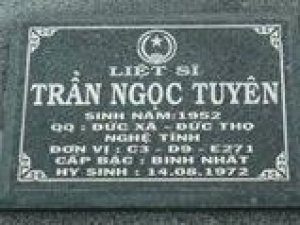 LIỆT SĨ
TRẦN NGỌC TUYÊN
SINH NĂM:1952
QQ : ĐỨC XÁ - ĐỨC THỌ
NGHỆ TĨNH
ĐƠN VỊ : C3 - D9 - E271
CẤP BẬC : BINH NHẤT
HY SINH : 14.08.1972